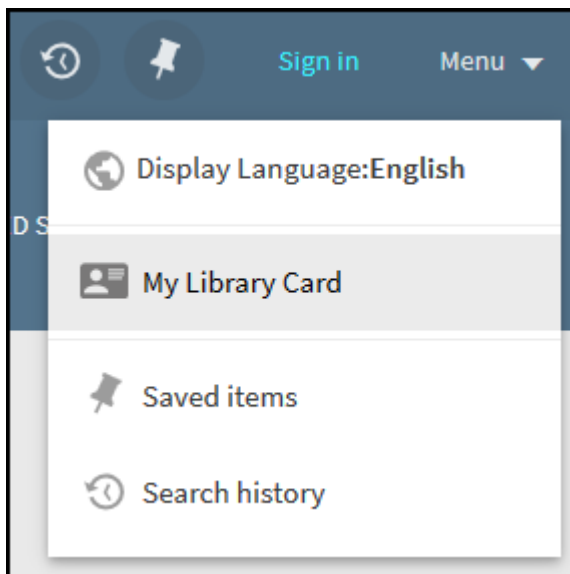 Sign in Menu
Display Language:English
D S
My Library Card
Saved items
Search history